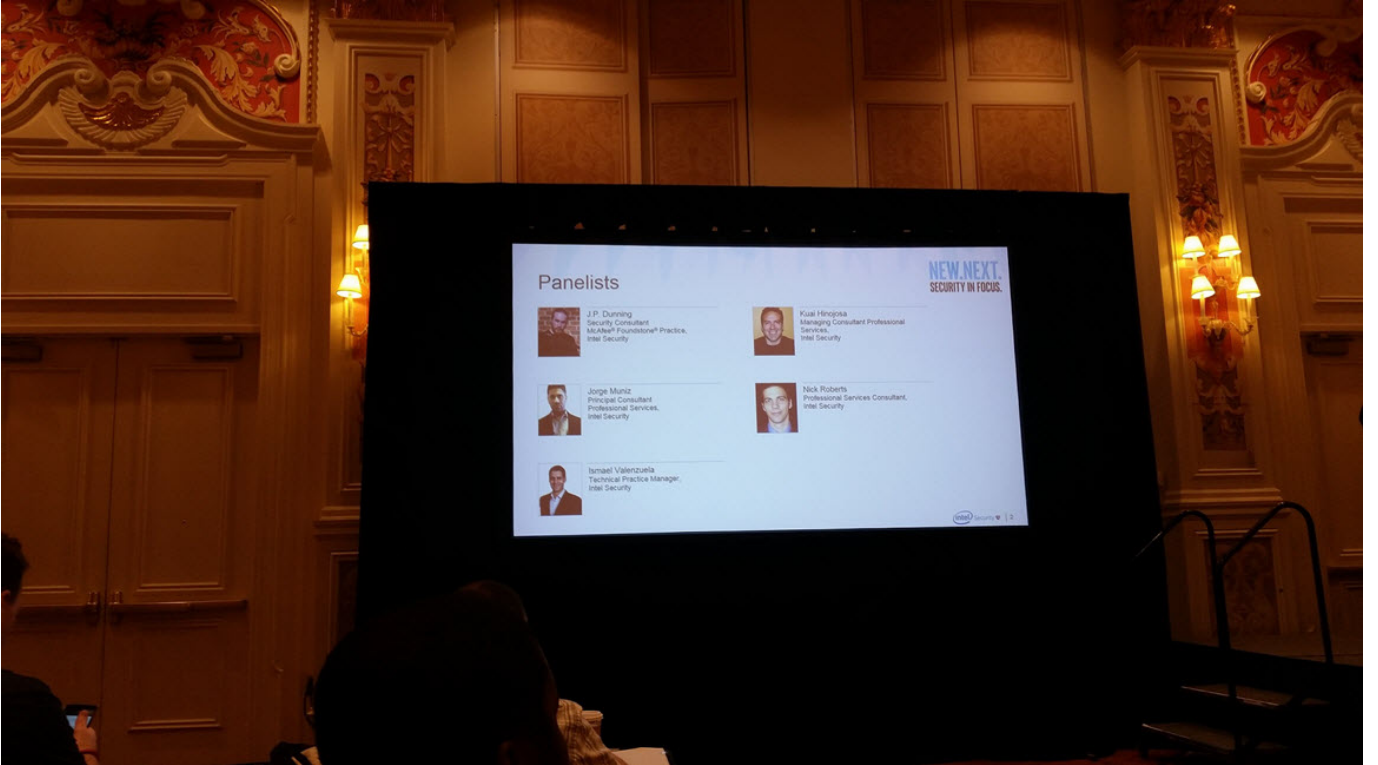 Panelists
NEW.NEXT.
SECURITY IN FOCUS.
J.P. Dunning
Security Consultant
McAfee® Foundstone® Practice,
Intel Security
Kuai Hinojosa
Managing Consultant Professional
Services,
Intel Security
Jorge Muniz
Principal Consultant
Professional Services,
Intel Security
Nick Roberts
Professional Services Consultant,
Intel Security
Ismael Valenzuela
Technical Practice Manager,
Intel Security
intel Security
3